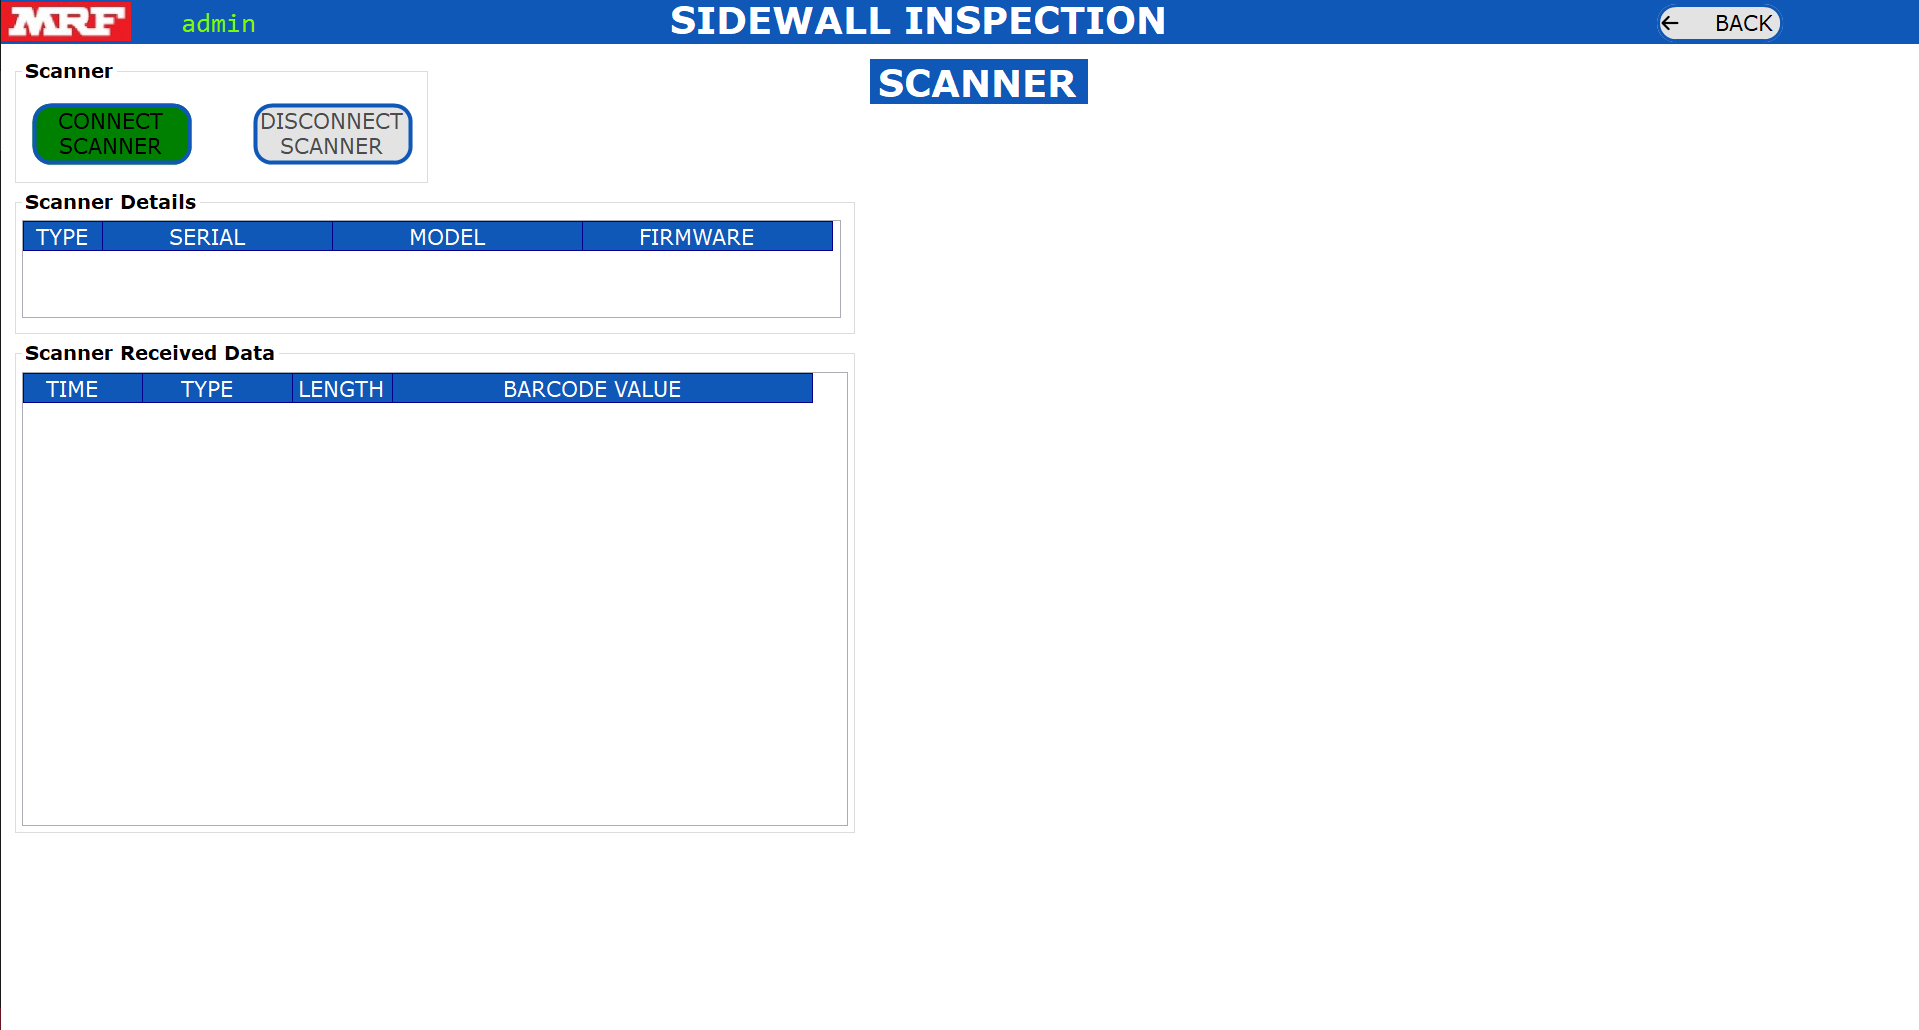 MRF
admin
SIDEWALL INSPECTION
← BACK
SCANNER
Scanner
CONNECT
SCANNER
DISCONNECT
SCANNER
Scanner Details
TYPE SERIAL MODEL FIRMWARE
Scanner Received Data
TIME TYPE LENGTH BARCODE VALUE